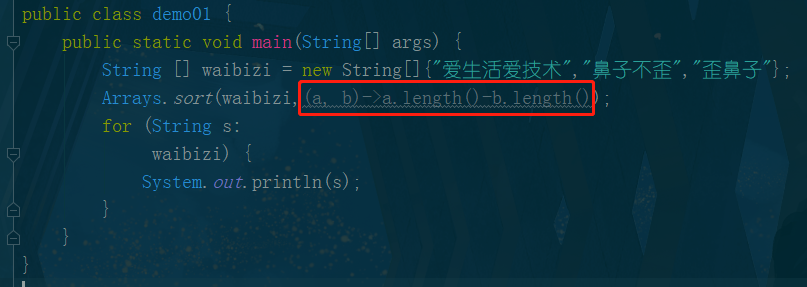 public class demo01 {
public static void main(String[] args) {
String [] waibizi = new String[]{"爱生活爱技术","鼻子不歪","歪鼻子"};
Arrays.sort(waibizi,(a, b)->a.length()-b.length());
for (String s:
waibizi) {
System.out.println(s);
}
}
}